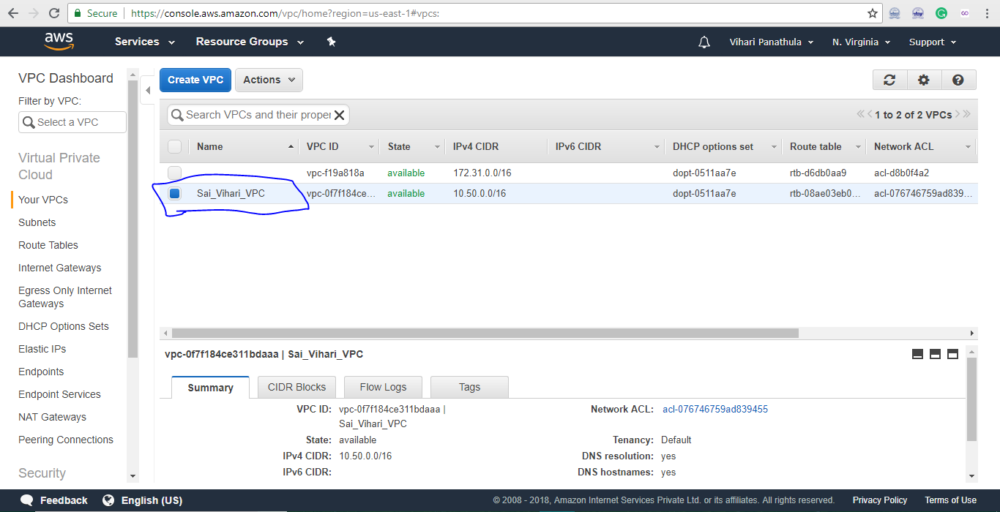 Secure https://console.aws.amazon.com/vpc/home?region=us-east-1#vpcs:
aws Services Resource Groups Vihari Panathula N. Virginia Support
VPC Dashboard
Filter by VPC:
Select a VPC
Virtual Private
Cloud
Your VPCs
Subnets
Route Tables
Internet Gateways
Egress Only Internet
Gateways
DHCP Options Sets
Elastic IPs
Endpoints
Endpoint Services
NAT Gateways
Peering Connections
Security
Create VPC Actions
Search VPCs and their proper 1 to 2 of 2 VPCs
Name VPC ID State IPv4 CIDR IPv6 CIDR DHCP options set Route table Network ACL
vpc-f19a818a available 172.31.0.0/16 dopt-0511aa7e rtb-d6db0aa9 acl-d8b0f4a2
Sai_Vihari_VPC vpc-0f7f184ce... available 10.50.0.0/16 dopt-0511aa7e rtb-08ae03eb0... acl-076746759ad839...
vpc-0f7f184ce311bdaaa | Sai_Vihari_VPC
Summary CIDR Blocks Flow Logs Tags
VPC ID: vpc-0f7f184ce311bdaaa | Network ACL: acl-076746759ad839455
Sai_Vihari_VPC
State: available Tenancy: Default
IPv4 CIDR: 10.50.0.0/16 DNS resolution: yes
IPv6 CIDR: DNS hostnames: yes
Feedback English (US) © 2008 - 2018, Amazon Internet Services Private Ltd. or its affiliates. All rights reserved. Privacy Policy Terms of Use